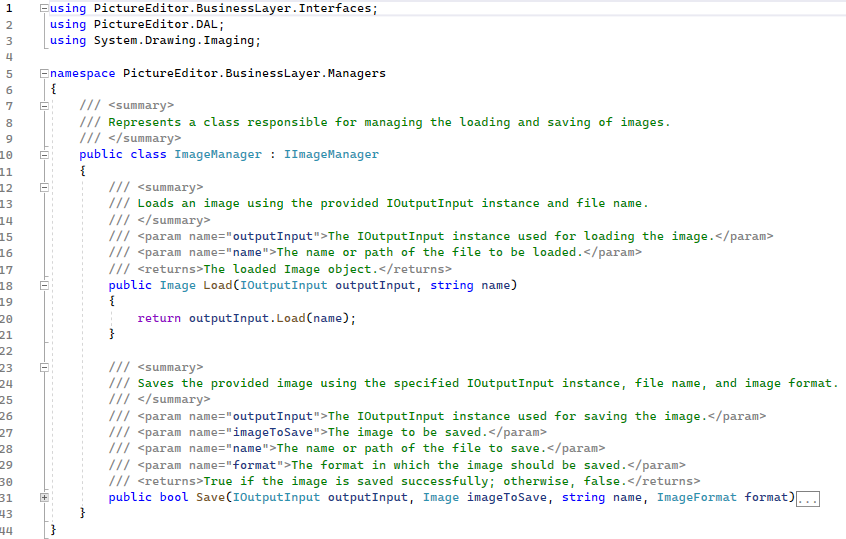 1 using PictureEditor.BusinessLayer.Interfaces;
2 using PictureEditor.DAL;
3 using System.Drawing.Imaging;
4
5 namespace PictureEditor.BusinessLayer.Managers
6 {
7 /// <summary>
8 /// Represents a class responsible for managing the loading and saving of images.
9 /// </summary>
10 public class ImageManager : IImageManager
11 {
12 /// <summary>
13 /// Loads an image using the provided IOutputInput instance and file name.
14 /// </summary>
15 /// <param name="outputInput">The IOutputInput instance used for loading the image.</param>
16 /// <param name="name">The name or path of the file to be loaded.</param>
17 /// <returns>The loaded Image object.</returns>
18 public Image Load(IOutputInput outputInput, string name)
19 {
20 return outputInput.Load(name);
21 }
22
23 /// <summary>
24 /// Saves the provided image using the specified IOutputInput instance, file name, and image format.
25 /// </summary>
26 /// <param name="outputInput">The IOutputInput instance used for saving the image.</param>
27 /// <param name="imageToSave">The image to be saved.</param>
28 /// <param name="name">The name or path of the file to save.</param>
29 /// <param name="format">The format in which the image should be saved.</param>
30 /// <returns>True if the image is saved successfully; otherwise, false.</returns>
31 public bool Save(IOutputInput outputInput, Image imageToSave, string name, ImageFormat format)...
43 }
44 }